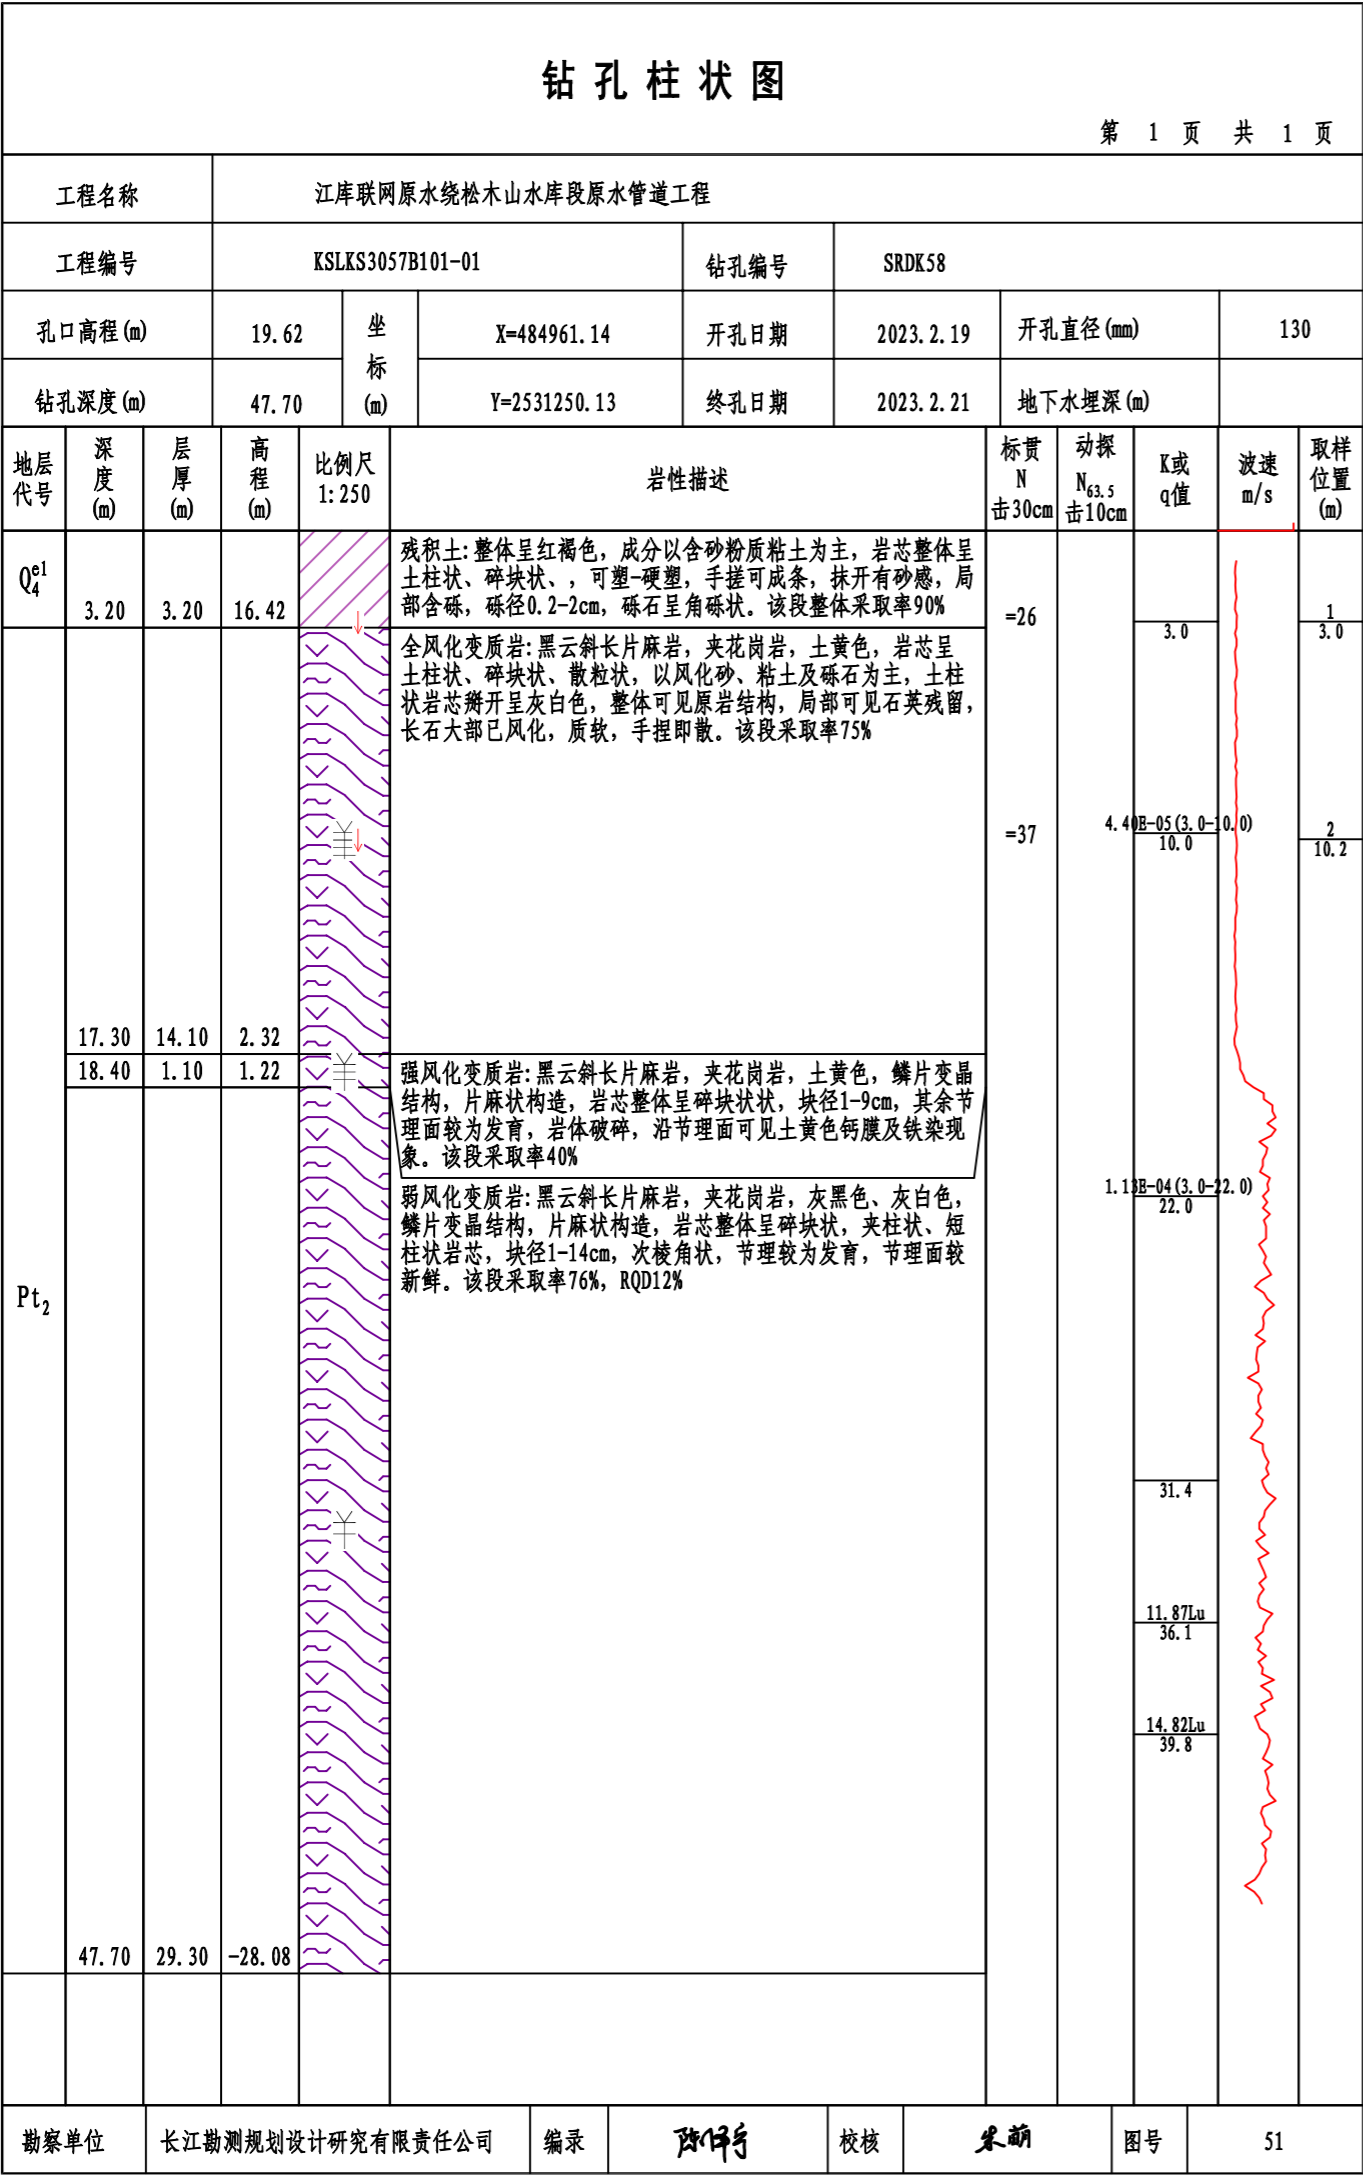 钻孔柱状图
第 1 页 共 1 页
工程名称 江库联网原水绕松木山水库段原水管道工程
工程编号 KSLKS3057B101-01 钻孔编号 SRDK58
孔口高程(m) 19.62 坐标(m) X=484961.14 开孔日期 2023.2.19 开孔直径(mm) 130
钻孔深度(m) 47.70 Y=2531250.13 终孔日期 2023.2.21 地下水埋深(m)
地层代号 深度(m) 层厚(m) 高程(m) 比例尺 1:250 岩性描述 标贯 N 击30cm 动探 N63.5 击10cm K或q值 波速 m/s 取样位置(m)
Q4el
3.20 3.20 16.42
残积土:整体呈红褐色，成分以含砂粉质粘土为主，岩芯整体呈
土柱状、碎块状、，可塑-硬塑，手搓可成条，抹开有砂感，局
部含砾，砾径0.2-2cm，砾石呈角砾状。该段整体采取率90%
=26
3.0
1
3.0
全风化变质岩:黑云斜长片麻岩，夹花岗岩，土黄色，岩芯呈
土柱状、碎块状、散粒状，以风化砂、粘土及砾石为主，土柱
状岩芯掰开呈灰白色，整体可见原岩结构，局部可见石英残留，
长石大部已风化，质软，手捏即散。该段采取率75%
=37
4.40E-05(3.0-10.0)
10.0
2
10.2
17.30 14.10 2.32
18.40 1.10 1.22
强风化变质岩:黑云斜长片麻岩，夹花岗岩，土黄色，鳞片变晶
结构，片麻状构造，岩芯整体呈碎块状状，块径1-9cm，其余节
理面较为发育，岩体破碎，沿节理面可见土黄色钙膜及铁染现
象。该段采取率40%
弱风化变质岩:黑云斜长片麻岩，夹花岗岩，灰黑色、灰白色，
鳞片变晶结构，片麻状构造，岩芯整体呈碎块状，夹柱状、短
柱状岩芯，块径1-14cm，次棱角状，节理较为发育，节理面较
新鲜。该段采取率76%，RQD12%
1.13E-04(3.0-22.0)
22.0
Pt2
31.4
11.87Lu
36.1
14.82Lu
39.8
47.70 29.30 -28.08
勘察单位 长江勘测规划设计研究有限责任公司 编录 校核 朱萌 图号 51